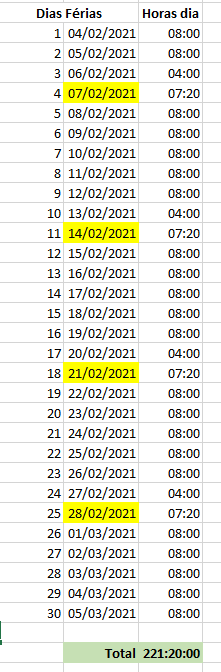 Dias Férias Horas dia
1 04/02/2021 08:00
2 05/02/2021 08:00
3 06/02/2021 04:00
4 07/02/2021 07:20
5 08/02/2021 08:00
6 09/02/2021 08:00
7 10/02/2021 08:00
8 11/02/2021 08:00
9 12/02/2021 08:00
10 13/02/2021 04:00
11 14/02/2021 07:20
12 15/02/2021 08:00
13 16/02/2021 08:00
14 17/02/2021 08:00
15 18/02/2021 08:00
16 19/02/2021 08:00
17 20/02/2021 04:00
18 21/02/2021 07:20
19 22/02/2021 08:00
20 23/02/2021 08:00
21 24/02/2021 08:00
22 25/02/2021 08:00
23 26/02/2021 08:00
24 27/02/2021 04:00
25 28/02/2021 07:20
26 01/03/2021 08:00
27 02/03/2021 08:00
28 03/03/2021 08:00
29 04/03/2021 08:00
30 05/03/2021 08:00
Total 221:20:00